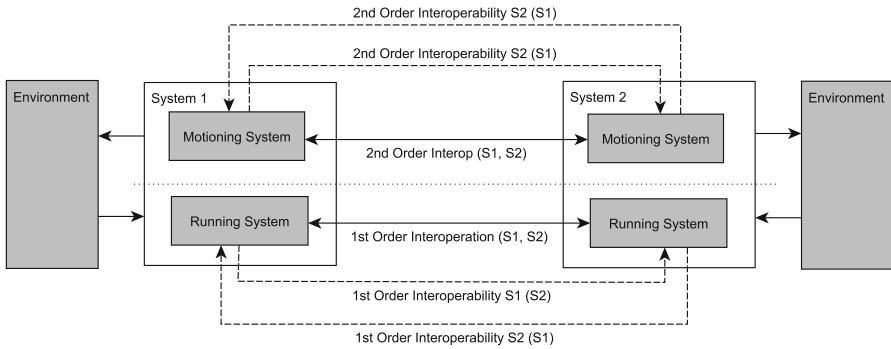 2nd Order Interoperability S2 (S1)
2nd Order Interoperability S2 (S1)
Environment
System 1
System 2
Environment
Motioning System
Motioning System
2nd Order Interop (S1, S2)
Running System
Running System
1st Order Interoperation (S1, S2)
1st Order Interoperability S1 (S2)
1st Order Interoperability S2 (S1)